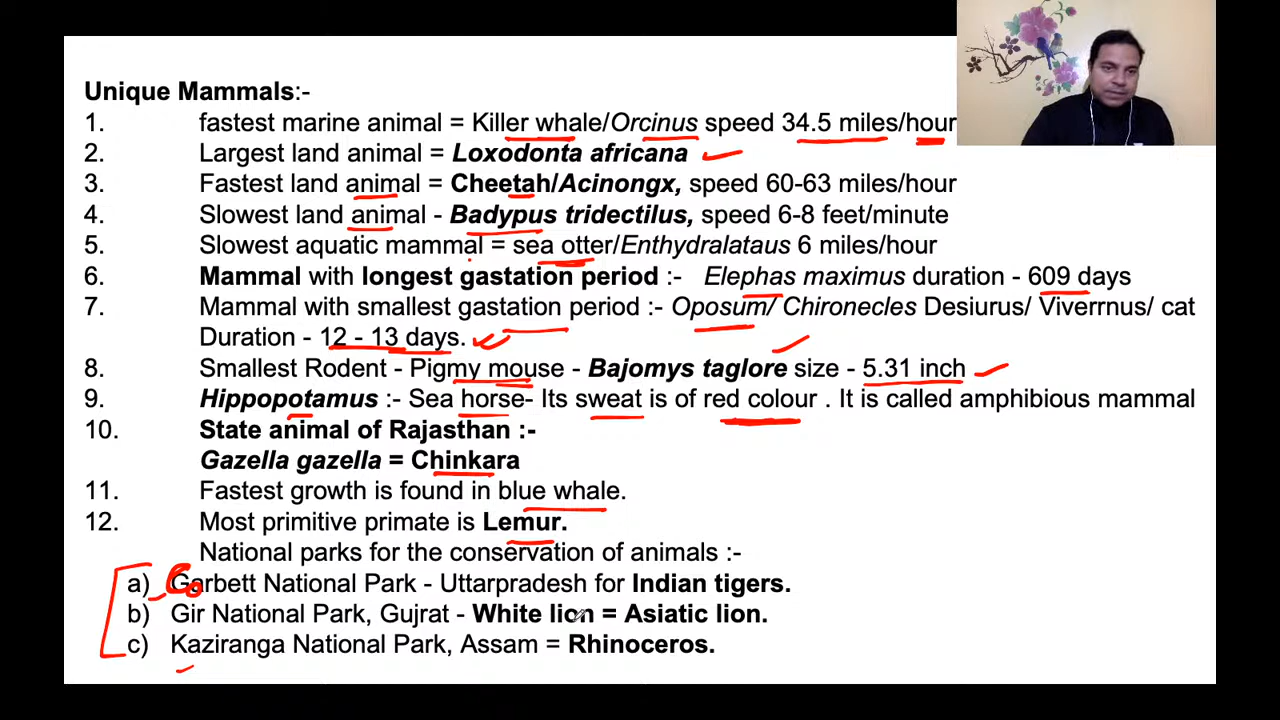 Unique Mammals:-
1. fastest marine animal = Killer whale/Orcinus speed 34.5 miles/hour
2. Largest land animal = Loxodonta africana
3. Fastest land animal = Cheetah/Acinongx, speed 60-63 miles/hour
4. Slowest land animal - Badypus tridectilus, speed 6-8 feet/minute
5. Slowest aquatic mammal = sea otter/Enthydralataus 6 miles/hour
6. Mammal with longest gastation period :- Elephas maximus duration - 609 days
7. Mammal with smallest gastation period :- Oposum/ Chironecles Desiurus/ Viverrnus/ cat
Duration - 12 - 13 days.
8. Smallest Rodent - Pigmy mouse - Bajomys taglore size - 5.31 inch
9. Hippopotamus :- Sea horse- Its sweat is of red colour . It is called amphibious mammal
10. State animal of Rajasthan :-
Gazella gazella = Chinkara
11. Fastest growth is found in blue whale.
12. Most primitive primate is Lemur.
National parks for the conservation of animals :-
a) Garbett National Park - Uttarpradesh for Indian tigers.
b) Gir National Park, Gujrat - White lion = Asiatic lion.
c) Kaziranga National Park, Assam = Rhinoceros.